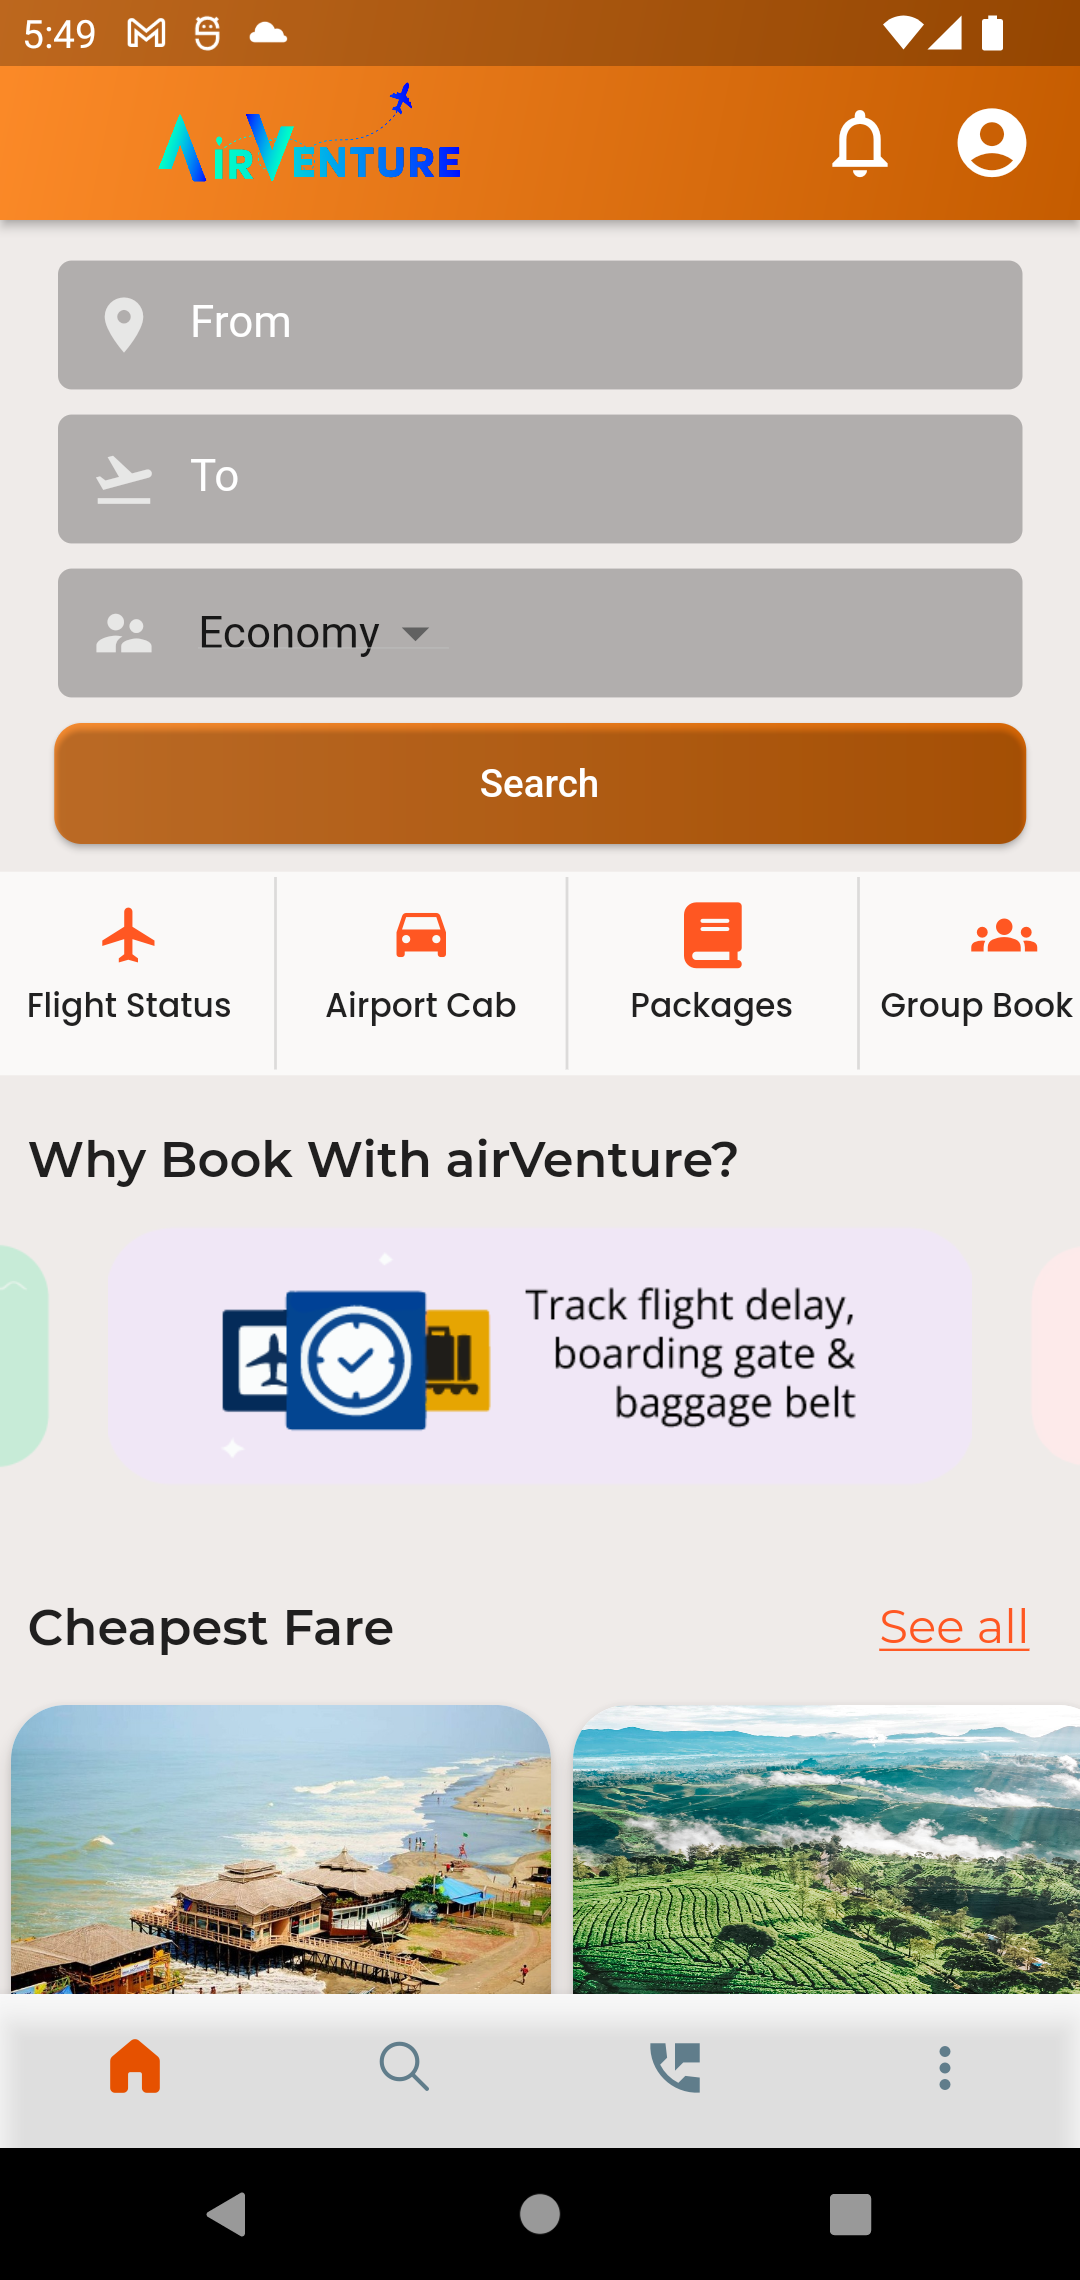 5:49
AirVenture
From
To
Economy
Search
Flight Status
Airport Cab
Packages
Group Book
Why Book With airVenture?
Track flight delay,
boarding gate &
baggage belt
Cheapest Fare
See all